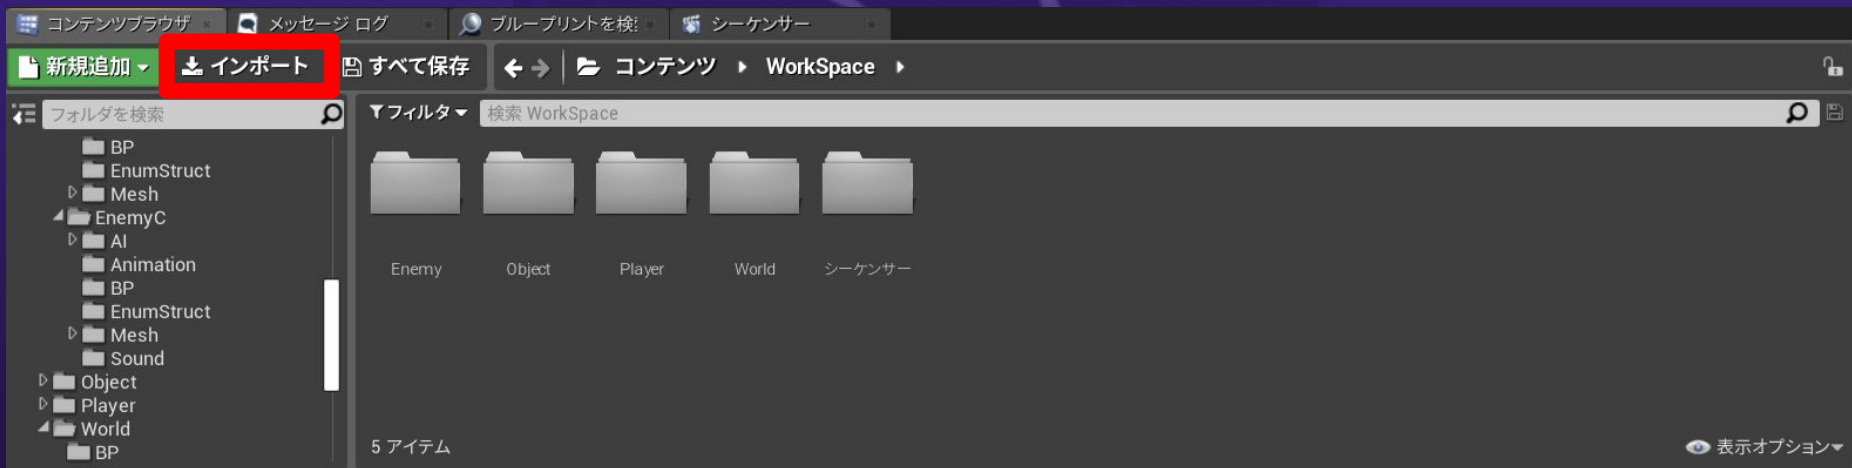 コンテンツブラウザ メッセージ ログ ブループリントを検 シーケンサー
新規追加 インポート すべて保存 コンテンツ WorkSpace
フォルダを検索 フィルタ 検索 WorkSpace
BP
EnumStruct
Mesh
EnemyC
AI
Animation
BP
EnumStruct
Mesh
Sound
Object
Player
World
BP
Enemy Object Player World シーケンサー
5 アイテム 表示オプション